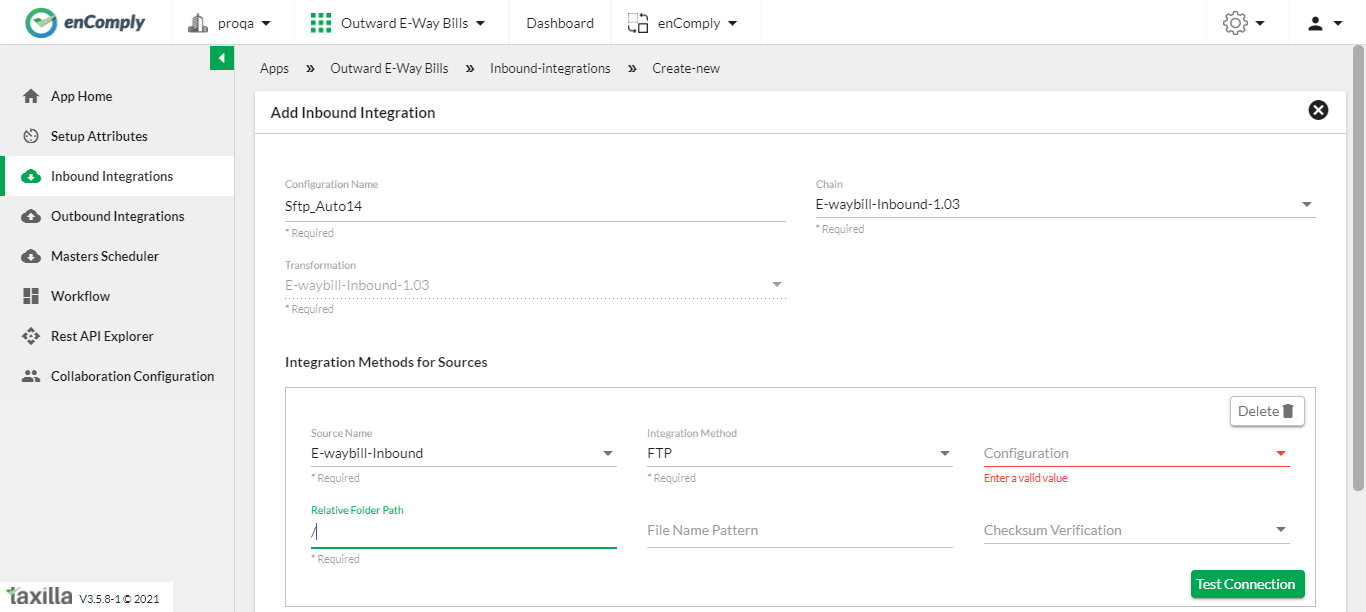 enComply proqa Outward E-Way Bills Dashboard enComply
Apps » Outward E-Way Bills » Inbound-integrations » Create-new
App Home
Setup Attributes
Inbound Integrations
Outbound Integrations
Masters Scheduler
Workflow
Rest API Explorer
Collaboration Configuration
taxilla V3.5.8-1 © 2021
Add Inbound Integration
Configuration Name
Sftp_Auto14
* Required
Chain
E-waybill-Inbound-1.03
* Required
Transformation
E-waybill-Inbound-1.03
* Required
Integration Methods for Sources
Delete
Source Name
E-waybill-Inbound
* Required
Integration Method
FTP
* Required
Configuration
Enter a valid value
Relative Folder Path
/
* Required
File Name Pattern
Checksum Verification
Test Connection